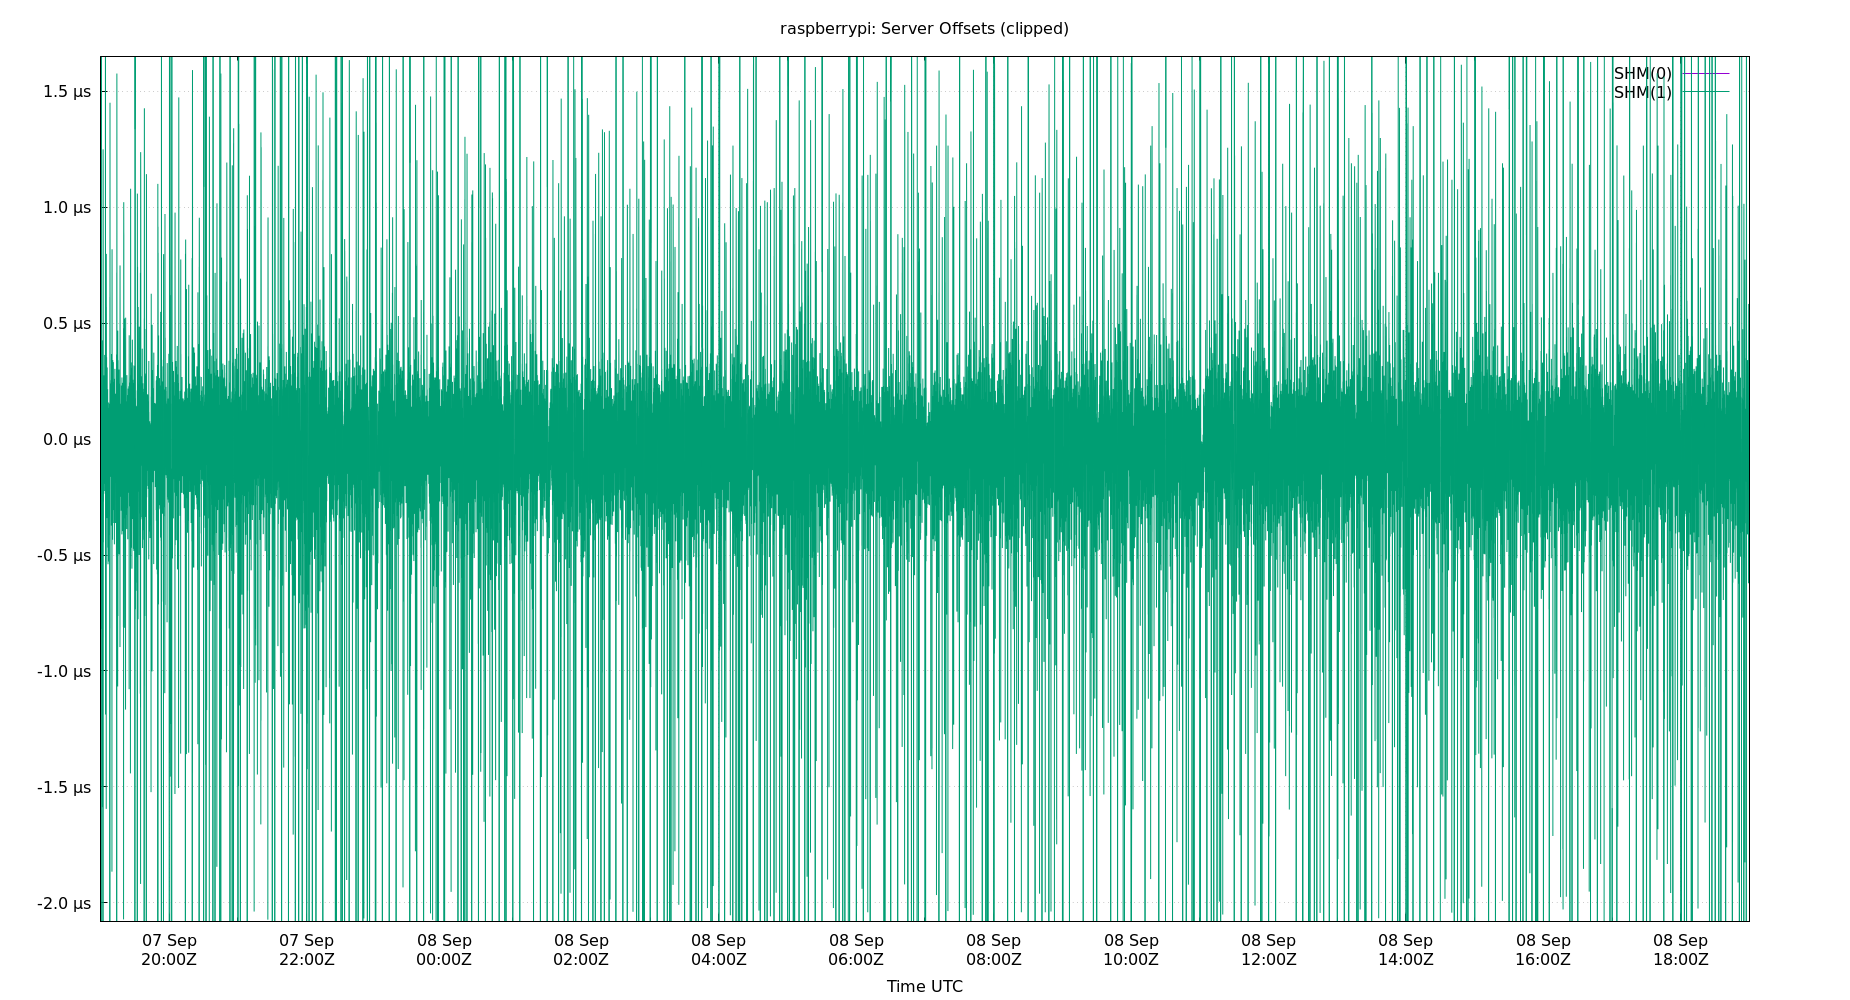 raspberrypi: Server Offsets (clipped)
SHM(0)
SHM(1)
1.5 µs
1.0 µs
0.5 µs
0.0 µs
-0.5 µs
-1.0 µs
-1.5 µs
-2.0 µs
07 Sep 07 Sep 08 Sep 08 Sep 08 Sep 08 Sep 08 Sep 08 Sep 08 Sep 08 Sep 08 Sep 08 Sep
20:00Z 22:00Z 00:00Z 02:00Z 04:00Z 06:00Z 08:00Z 10:00Z 12:00Z 14:00Z 16:00Z 18:00Z
Time UTC